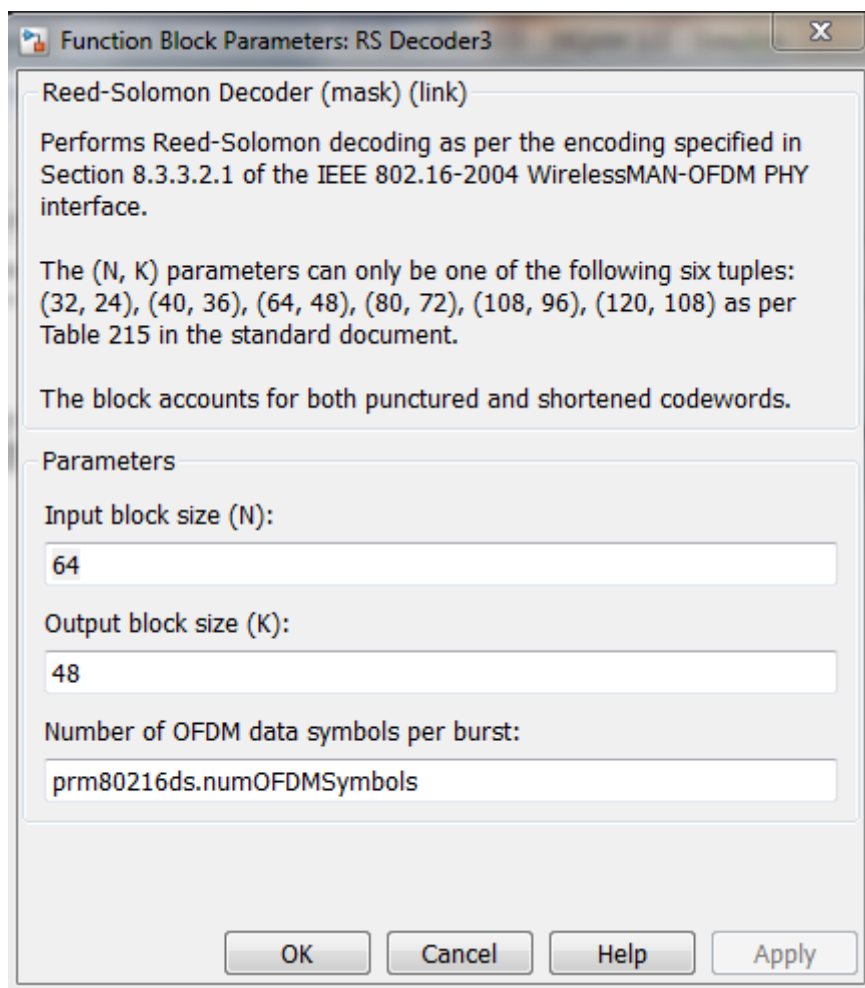 Function Block Parameters: RS Decoder3
Reed-Solomon Decoder (mask) (link)
Performs Reed-Solomon decoding as per the encoding specified in
Section 8.3.3.2.1 of the IEEE 802.16-2004 WirelessMAN-OFDM PHY
interface.
The (N, K) parameters can only be one of the following six tuples:
(32, 24), (40, 36), (64, 48), (80, 72), (108, 96), (120, 108) as per
Table 215 in the standard document.
The block accounts for both punctured and shortened codewords.
Parameters
Input block size (N):
64
Output block size (K):
48
Number of OFDM data symbols per burst:
prm80216ds.numOFDMSymbols
OK Cancel Help Apply